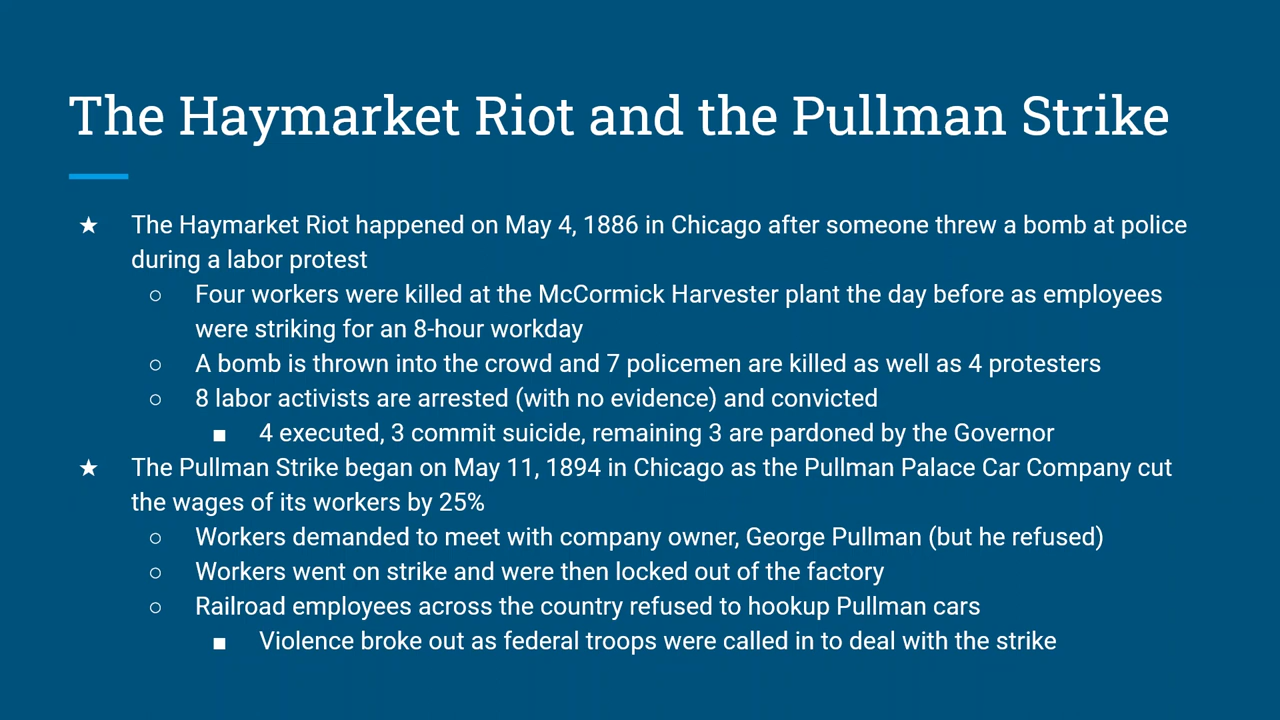 The Haymarket Riot and the Pullman Strike
★ The Haymarket Riot happened on May 4, 1886 in Chicago after someone threw a bomb at police
during a labor protest
○ Four workers were killed at the McCormick Harvester plant the day before as employees
were striking for an 8-hour workday
○ A bomb is thrown into the crowd and 7 policemen are killed as well as 4 protesters
○ 8 labor activists are arrested (with no evidence) and convicted
■ 4 executed, 3 commit suicide, remaining 3 are pardoned by the Governor
★ The Pullman Strike began on May 11, 1894 in Chicago as the Pullman Palace Car Company cut
the wages of its workers by 25%
○ Workers demanded to meet with company owner, George Pullman (but he refused)
○ Workers went on strike and were then locked out of the factory
○ Railroad employees across the country refused to hookup Pullman cars
■ Violence broke out as federal troops were called in to deal with the strike